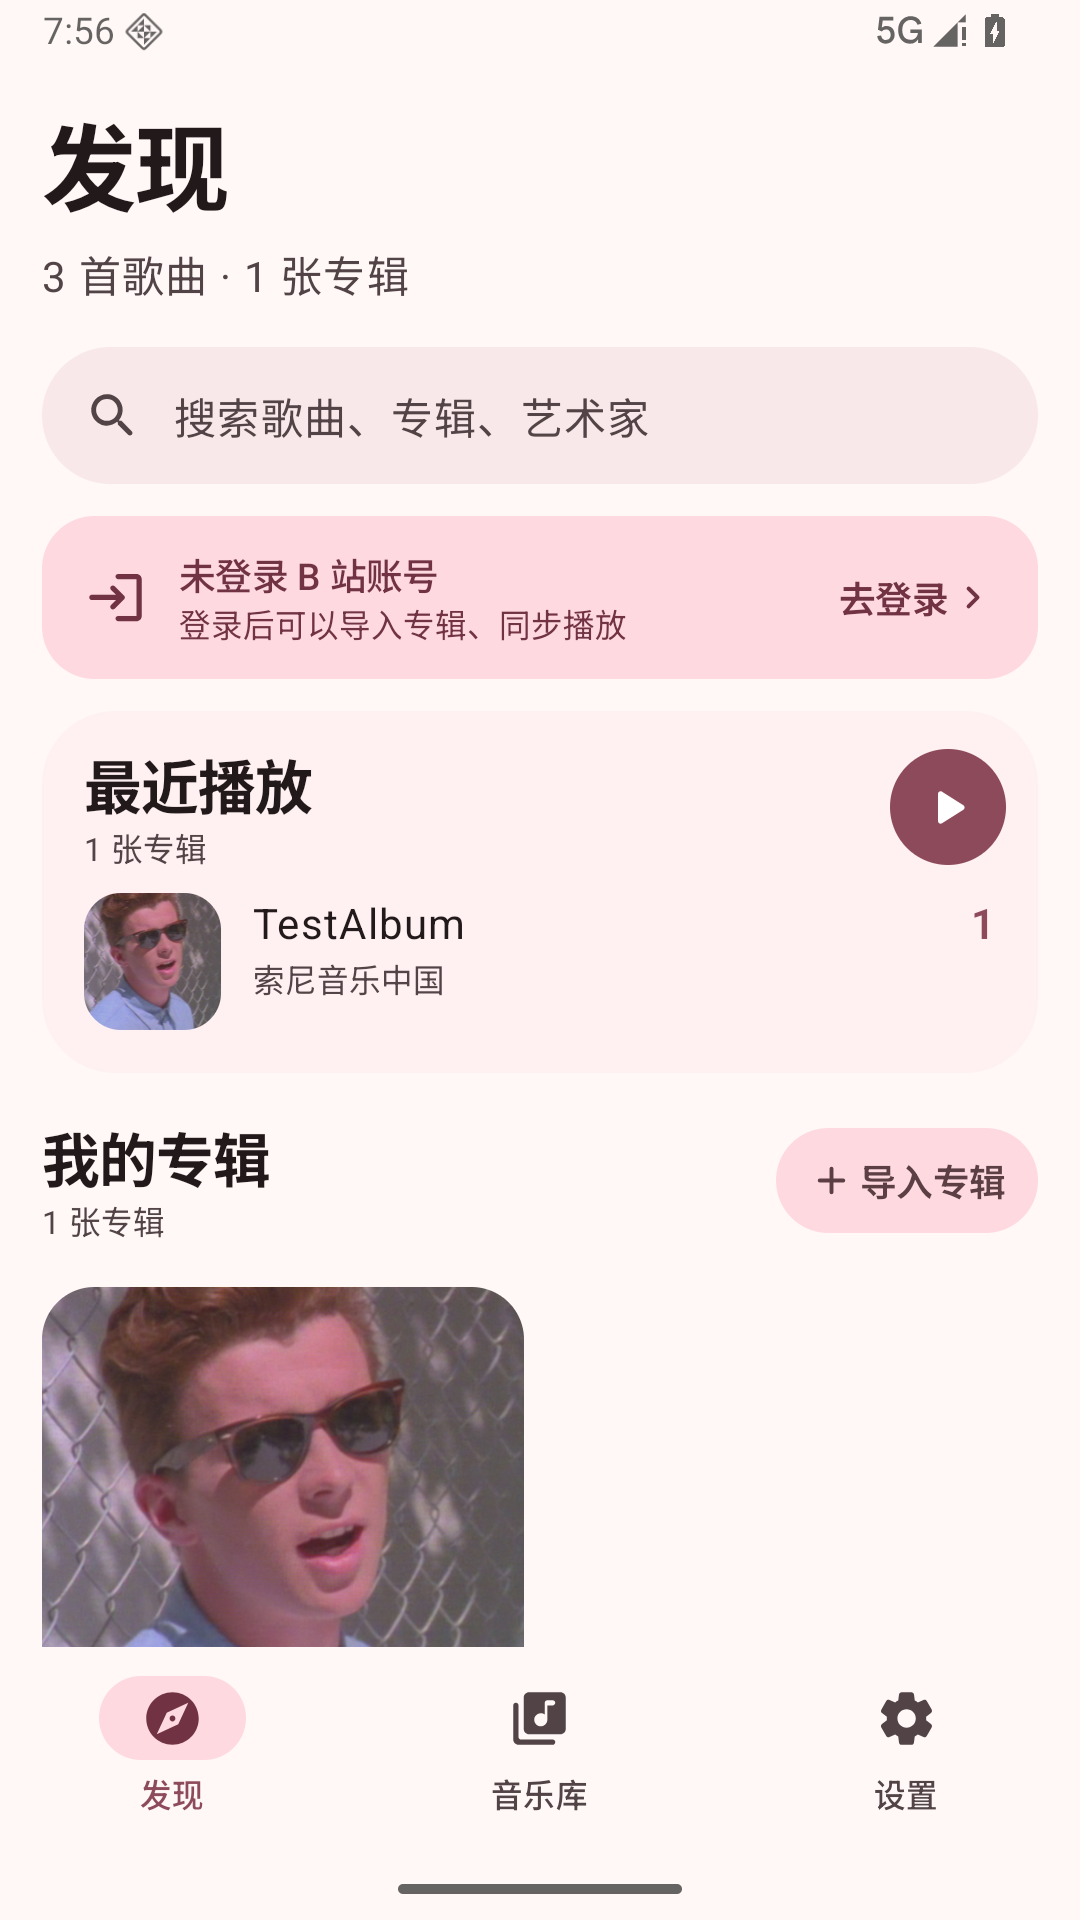 7:56
5G
发现
3 首歌曲 · 1 张专辑
搜索歌曲、专辑、艺术家
未登录 B 站账号
登录后可以导入专辑、同步播放
去登录
最近播放
1 张专辑
TestAlbum
1
索尼音乐中国
我的专辑
导入专辑
1 张专辑
发现
音乐库
设置